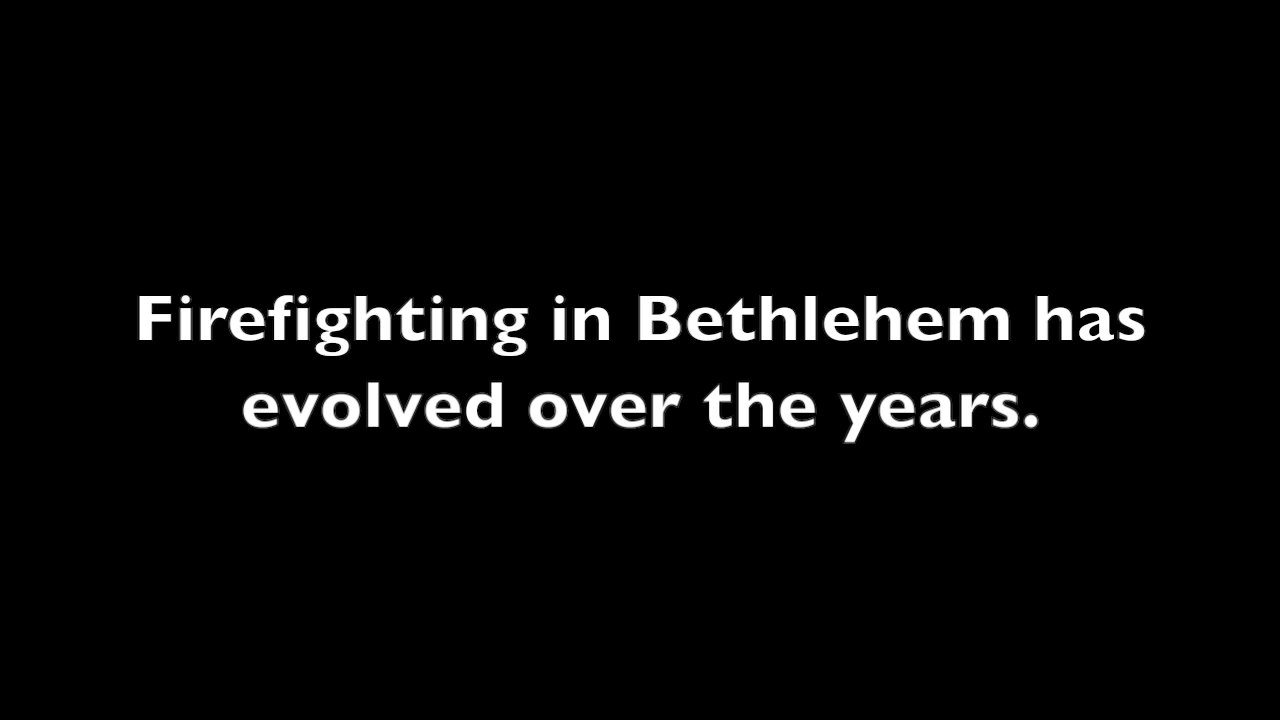 Firefighting in Bethlehem has
evolved over the years.